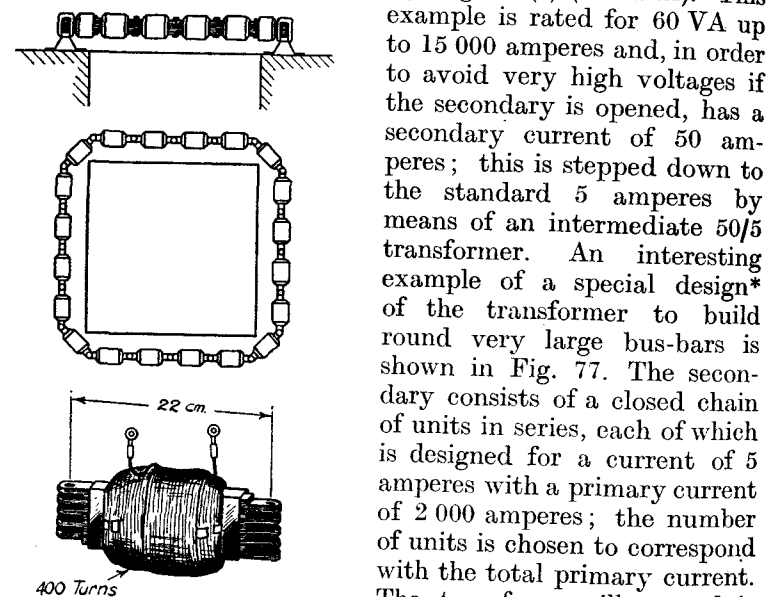 This
example is rated for 60 VA up
to 15 000 amperes and, in order
to avoid very high voltages if
the secondary is opened, has a
secondary current of 50 am-
peres; this is stepped down to
the standard 5 amperes by
means of an intermediate 50/5
transformer. An interesting
example of a special design*
of the transformer to build
round very large bus-bars is
shown in Fig. 77. The secon-
dary consists of a closed chain
of units in series, each of which
is designed for a current of 5
amperes with a primary current
of 2 000 amperes; the number
of units is chosen to correspond
with the total primary current.
22 cm.
400 Turns